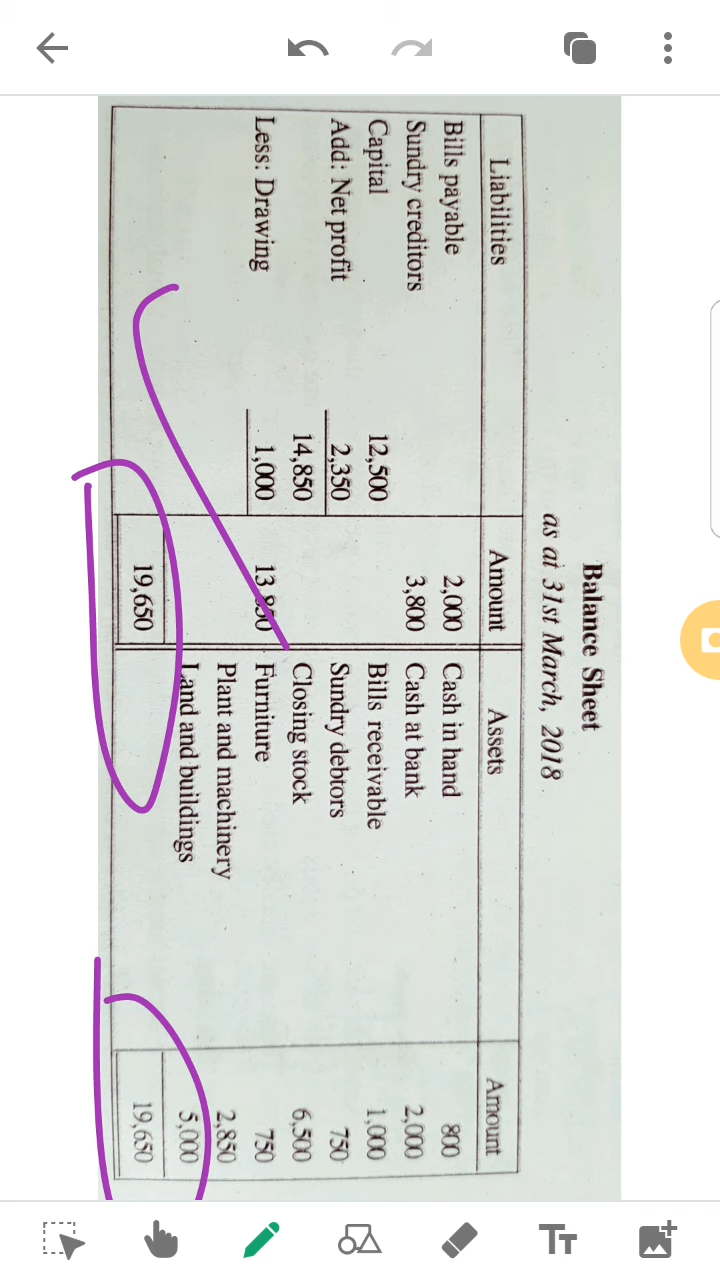 Balance Sheet
as at 31st March, 2018
Liabilities Amount Assets Amount
Bills payable 2,000 Cash in hand 800
Sundry creditors 3,800 Cash at bank 2,000
Capital 12,500 Bills receivable 1,000
Add: Net profit 2,350 Sundry debtors 750
14,850 Closing stock 6,500
Less: Drawing 1,000 13,850 Furniture 750
Plant and machinery 2,850
Land and buildings 5,000
19,650 19,650
TT